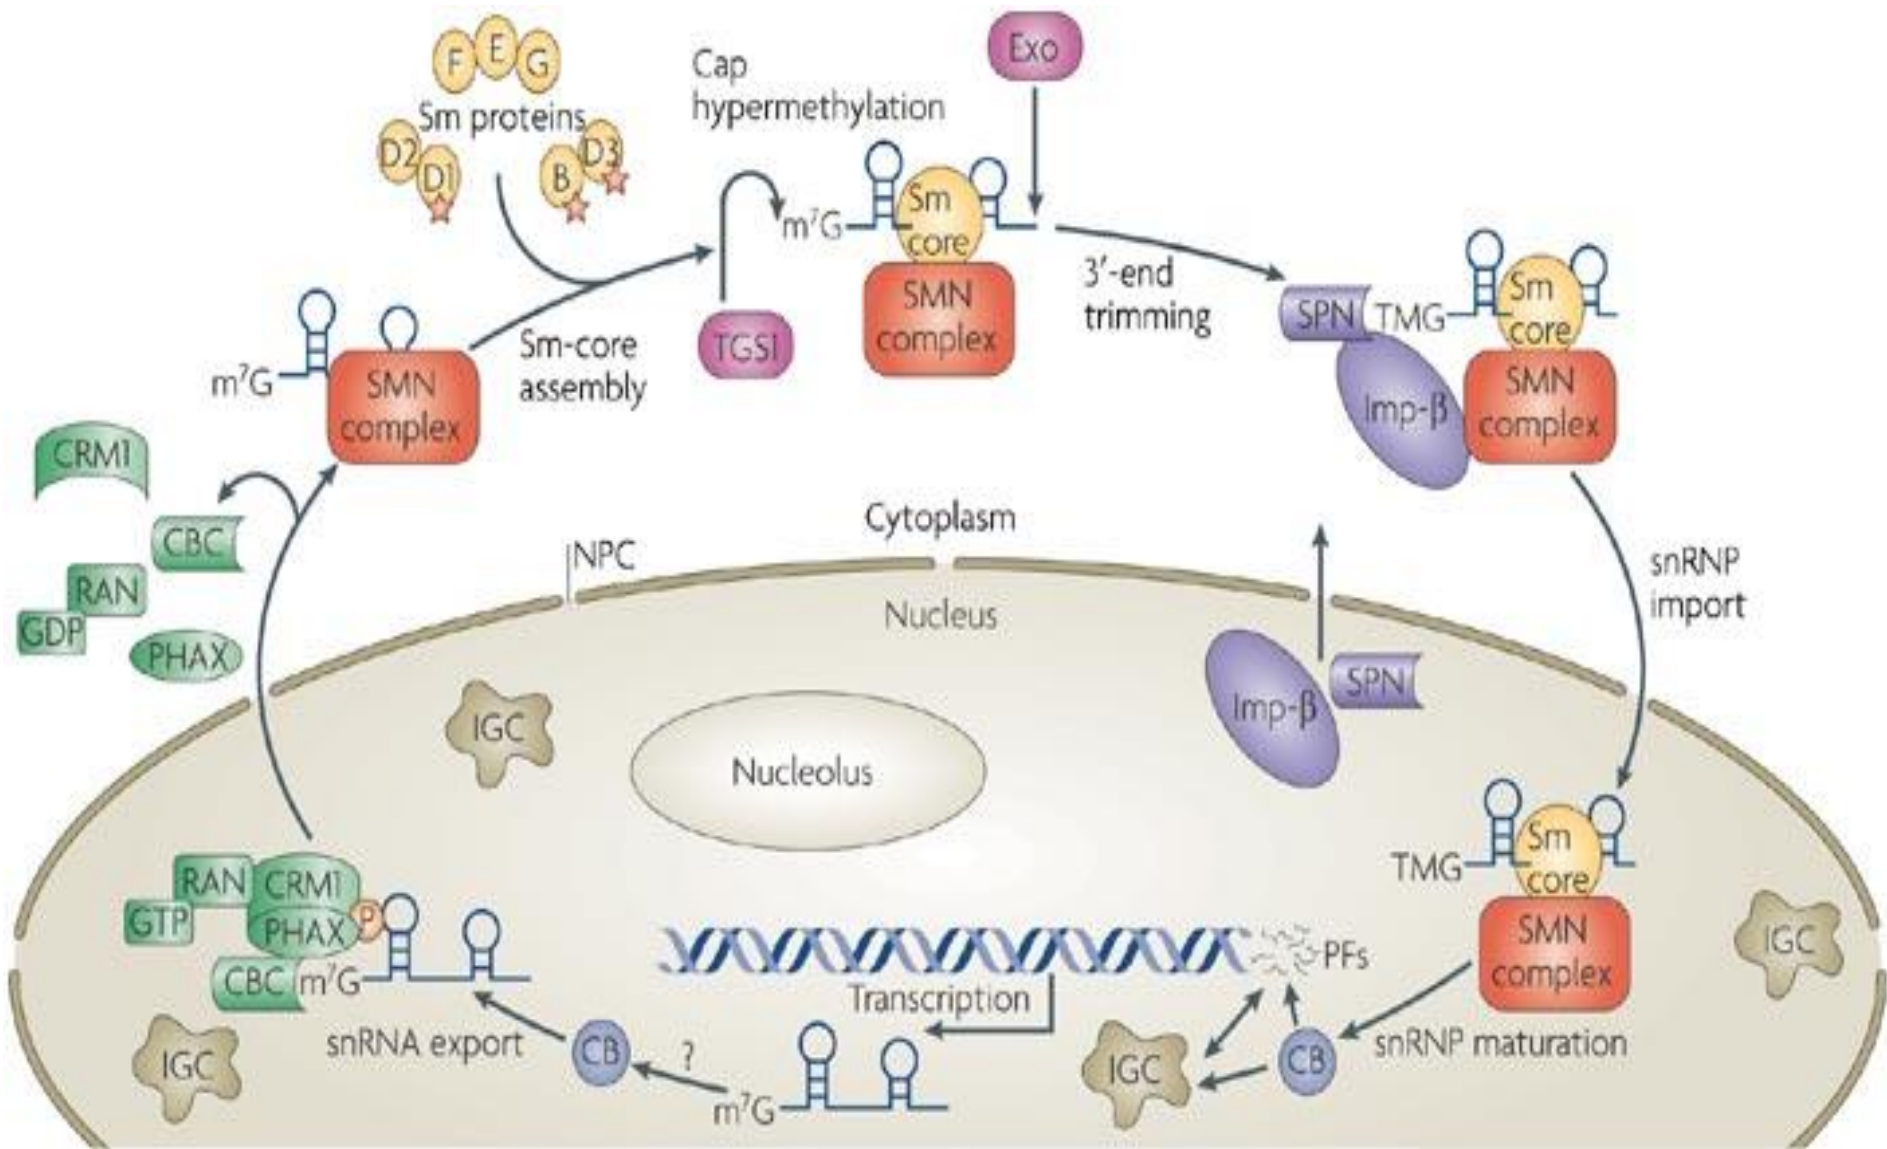 Exo
F E G
Sm proteins
D2
D1
B
D3
Cap
hypermethylation
m⁷G
Sm
core
SMN
complex
TGS1
3′-end
trimming
SPN
TMG
Sm
core
Imp-β
SMN
complex
m⁷G
SMN
complex
Sm-core
assembly
CRM1
CBC
RAN
GDP
PHAX
NPC
Cytoplasm
Nucleus
snRNP
import
IGC
Nucleolus
Imp-β
SPN
RAN
CRM1
GTP
PHAX
P
CBC
m⁷G
snRNA export
IGC
CB
?
Transcription
m⁷G
PFs
IGC
CB
snRNP maturation
TMG
Sm
core
SMN
complex
IGC